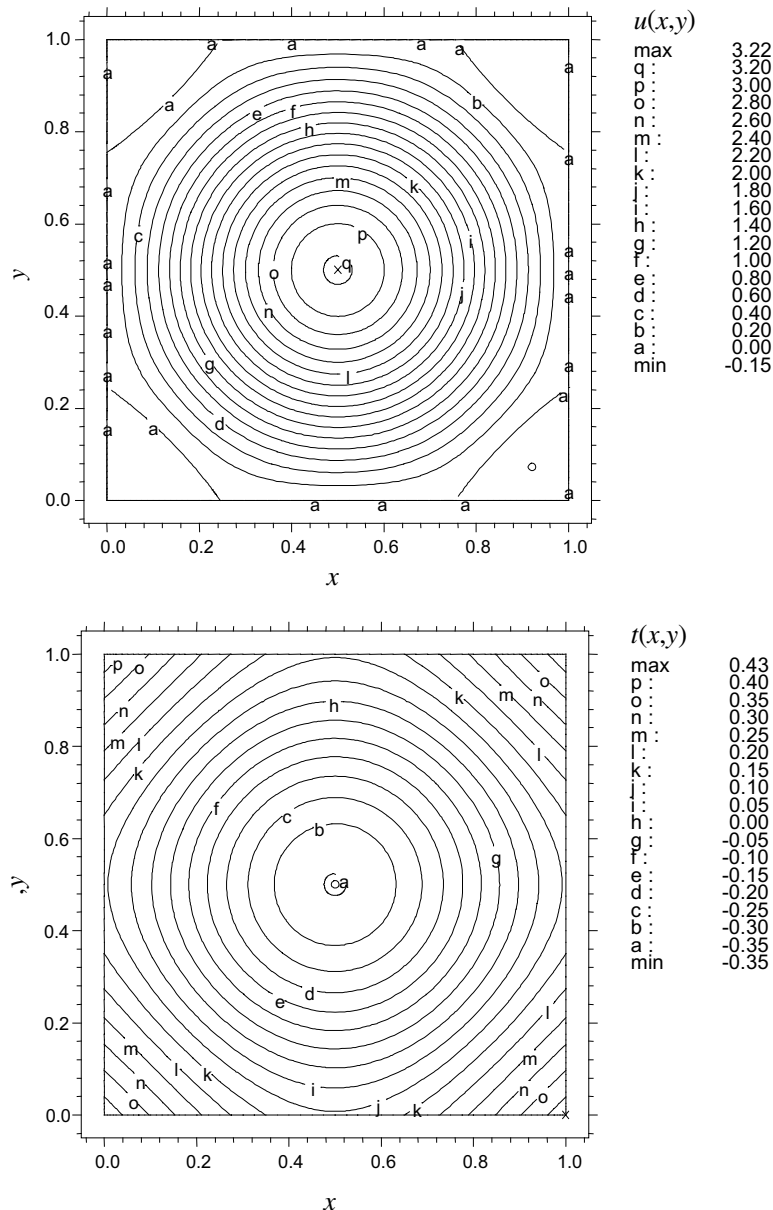 u(x,y)
max 3.22
q : 3.20
p : 3.00
o : 2.80
n : 2.60
m : 2.40
l : 2.20
k : 2.00
j : 1.80
i : 1.60
h : 1.40
g : 1.20
f : 1.00
e : 0.80
d : 0.60
c : 0.40
b : 0.20
a : 0.00
min -0.15
1.0
0.8
0.6
0.4
0.2
0.0
y
a a a a
a a
a e f b
h
a a
m k
a
c p i
a q a
a o a
a n j a
a
g a
a l
a
d
a a
a
a a a
0.0 0.2 0.4 0.6 0.8 1.0
x
t(x,y)
max 0.43
p : 0.40
o : 0.35
n : 0.30
m : 0.25
l : 0.20
k : 0.15
j : 0.10
i : 0.05
h : 0.00
g : -0.05
f : -0.10
e : -0.15
d : -0.20
c : -0.25
b : -0.30
a : -0.35
min -0.35
1.0
0.8
0.6
0.4
0.2
0.0
,y
p o o
n h k m n
m l l
k
f c
b
g
a
d
e
l
m m
l k
n i n
o j k o
0.0 0.2 0.4 0.6 0.8 1.0
x